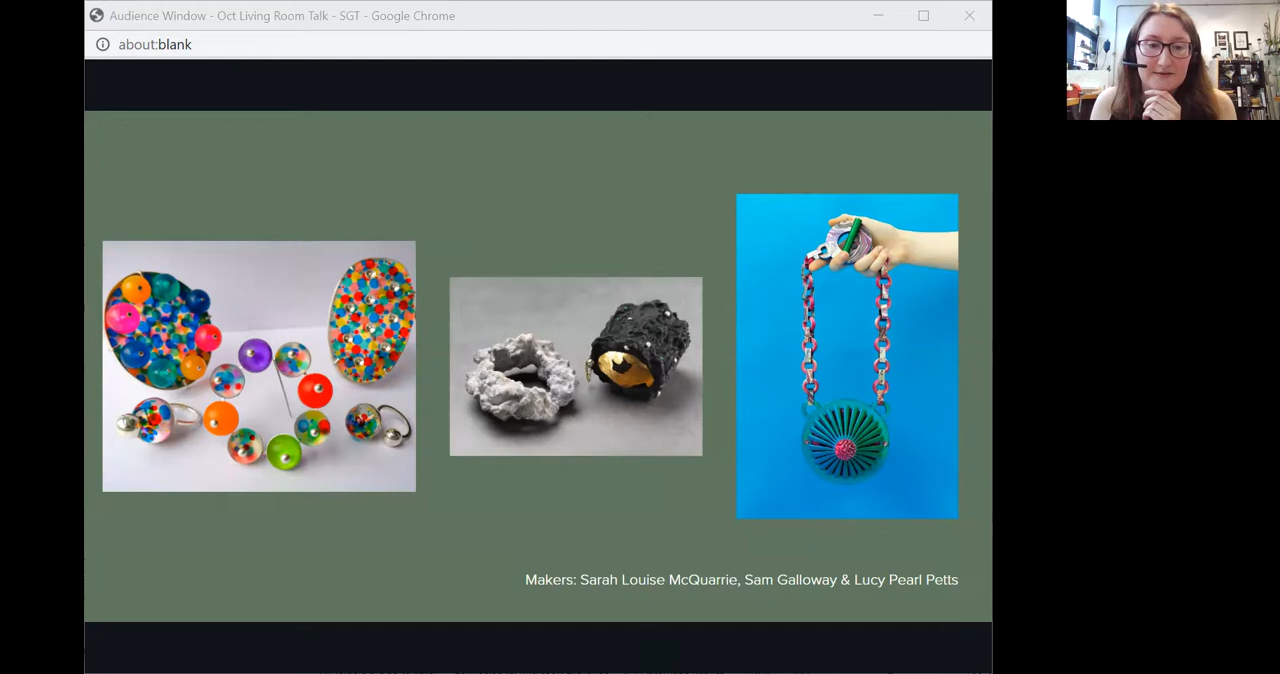 Audience Window - Oct Living Room Talk - SGT - Google Chrome
about:blank
Makers: Sarah Louise McQuarrie, Sam Galloway & Lucy Pearl Petts